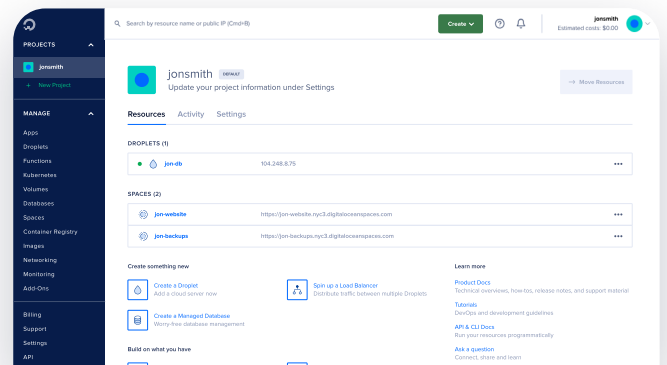 Search by resource name or public IP (Cmd+B)
Create
jonsmith
Estimated costs: $0.00
PROJECTS
jonsmith
+ New Project
MANAGE
Apps
Droplets
Functions
Kubernetes
Volumes
Databases
Spaces
Container Registry
Images
Networking
Monitoring
Add-Ons
Billing
Support
Settings
API
jonsmith DEFAULT
Update your project information under Settings
→ Move Resources
Resources Activity Settings
DROPLETS (1)
jon-db 104.248.8.75
SPACES (2)
jon-website https://jon-website.nyc3.digitaloceanspaces.com
jon-backups https://jon-backups.nyc3.digitaloceanspaces.com
Create something new
Create a Droplet
Add a cloud server now
Spin up a Load Balancer
Distribute traffic between multiple Droplets
Create a Managed Database
Worry-free database management
Build on what you have
Learn more
Product Docs
Technical overviews, how-tos, release notes, and support material
Tutorials
DevOps and development guidelines
API & CLI Docs
Run your resources programmatically
Ask a question
Connect, share and learn